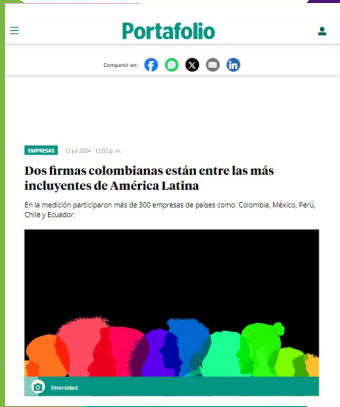 Portafolio
Compartir en:
EMPRESAS 12 jul 2024 - 12:02 p. m.
Dos firmas colombianas están entre las más
incluyentes de América Latina
En la medición participaron más de 300 empresas de países como: Colombia, México, Perú,
Chile y Ecuador.
Diversidad.